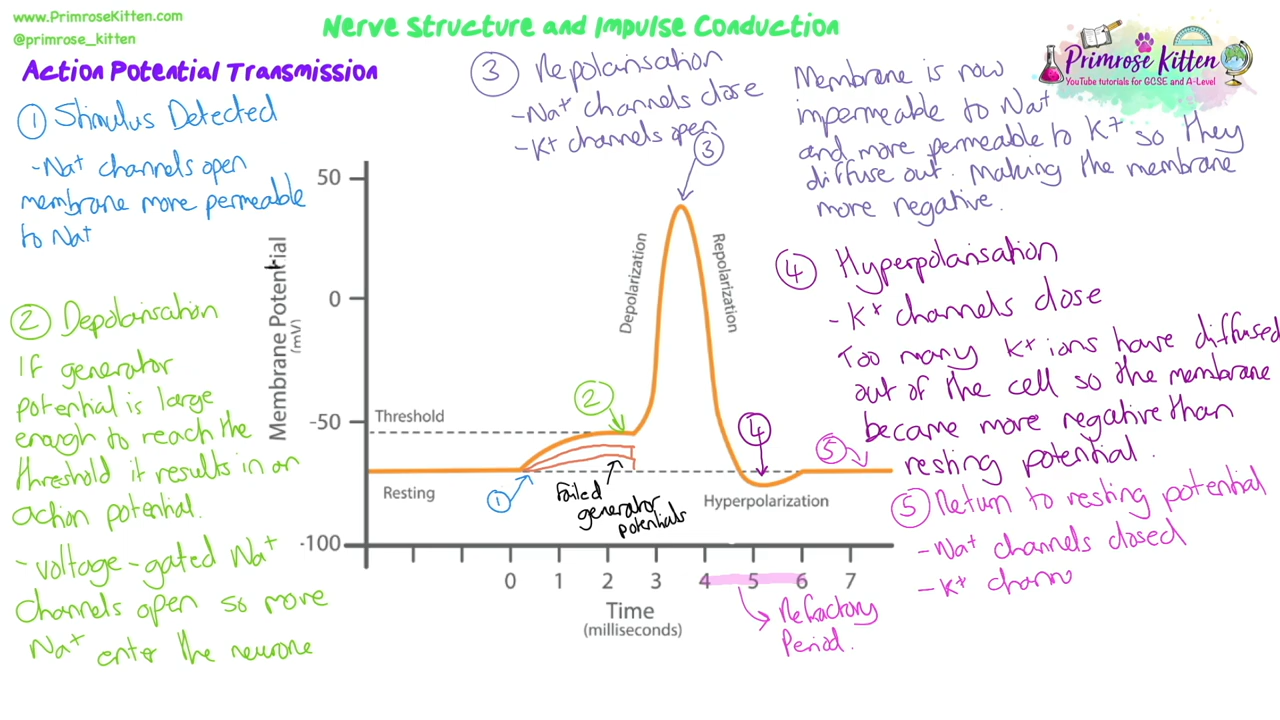 www.PrimroseKitten.com
@primrose_kitten
Nerve Structure and Impulse Conduction
Primrose Kitten
YouTube tutorials for GCSE and A-Level
Action Potential Transmission
1 Stimulus Detected
-Na+ channels open
membrane more permeable
to Na+
2 Depolarisation
If generator
potential is large
enough to reach the
threshold it results in an
action potential.
-voltage-gated Na+
channels open so more
Na+ enter the neurone
3 Repolarisation
-Na+ channels close
-K+ channels open
Membrane is now
impermeable to Na+
and more permeable to K+ so they
diffuse out. Making the membrane
more negative.
4 Hyperpolarisation
-K+ channels close
Too many K+ ions have diffused
out of the cell so the membrane
became more negative than
resting potential.
5 Return to resting potential
-Na+ channels closed
-K+ chann
Membrane Potential
(mV)
50
0
-50
-100
Threshold
Resting
Depolarization
Repolarization
Hyperpolarization
1
2
3
4
5
Failed
generator
potentials
0 1 2 3 4 5 6 7
Time
(milliseconds)
Refractory
Period.